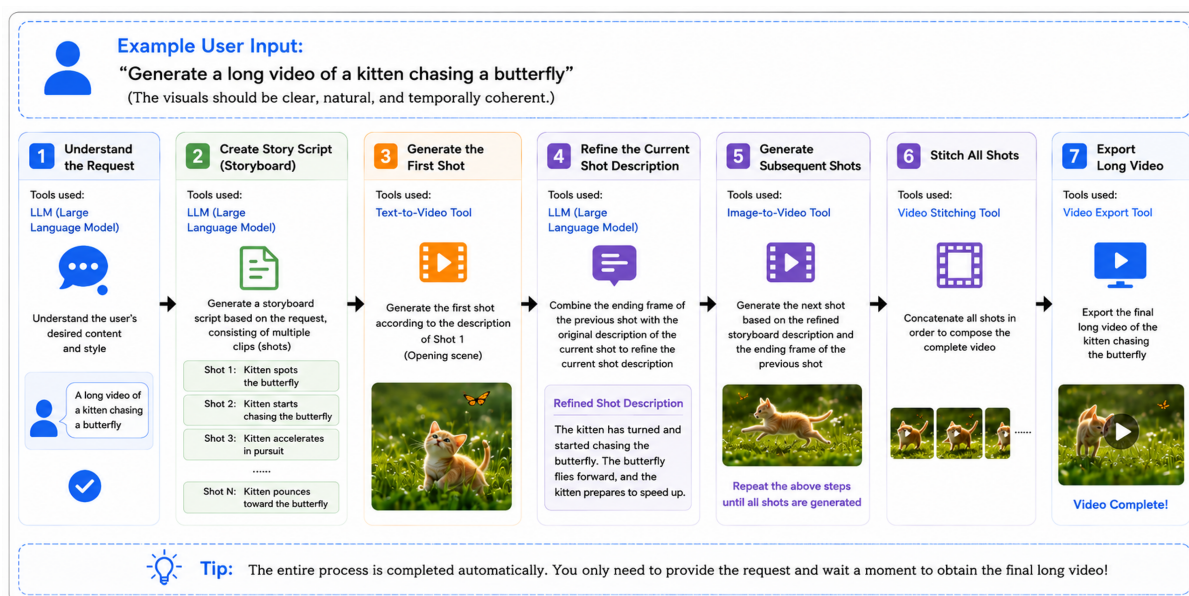 Example User Input:
“Generate a long video of a kitten chasing a butterfly”
(The visuals should be clear, natural, and temporally coherent.)
1
Understand
the Request
Tools used:
LLM (Large
Language Model)
Understand the user's
desired content
and style
A long video of
a kitten chasing
a butterfly
2
Create Story Script
(Storyboard)
Tools used:
LLM (Large
Language Model)
Generate a storyboard
script based on the request,
consisting of multiple
clips (shots)
Shot 1: Kitten spots
the butterfly
Shot 2: Kitten starts
chasing the butterfly
Shot 3: Kitten accelerates
in pursuit
......
Shot N: Kitten pounces
toward the butterfly
3
Generate the
First Shot
Tools used:
Text-to-Video Tool
Generate the first shot
according to the description
of Shot 1
(Opening scene)
4
Refine the Current
Shot Description
Tools used:
LLM (Large
Language Model)
Combine the ending frame of
the previous shot with the
original description of the
current shot to refine the
current shot description
Refined Shot Description
The kitten has turned and
started chasing the
butterfly. The butterfly
flies forward, and the
kitten prepares to speed up.
5
Generate
Subsequent Shots
Tools used:
Image-to-Video Tool
Generate the next shot
based on the refined
storyboard description and
the ending frame of the
previous shot
Repeat the above steps
until all shots are generated
6
Stitch All Shots
Tools used:
Video Stitching Tool
Concatenate all shots in
order to compose the
complete video
......
7
Export
Long Video
Tools used:
Video Export Tool
Export the final
long video of the
kitten chasing
the butterfly
Video Complete!
Tip: The entire process is completed automatically. You only need to provide the request and wait a moment to obtain the final long video!